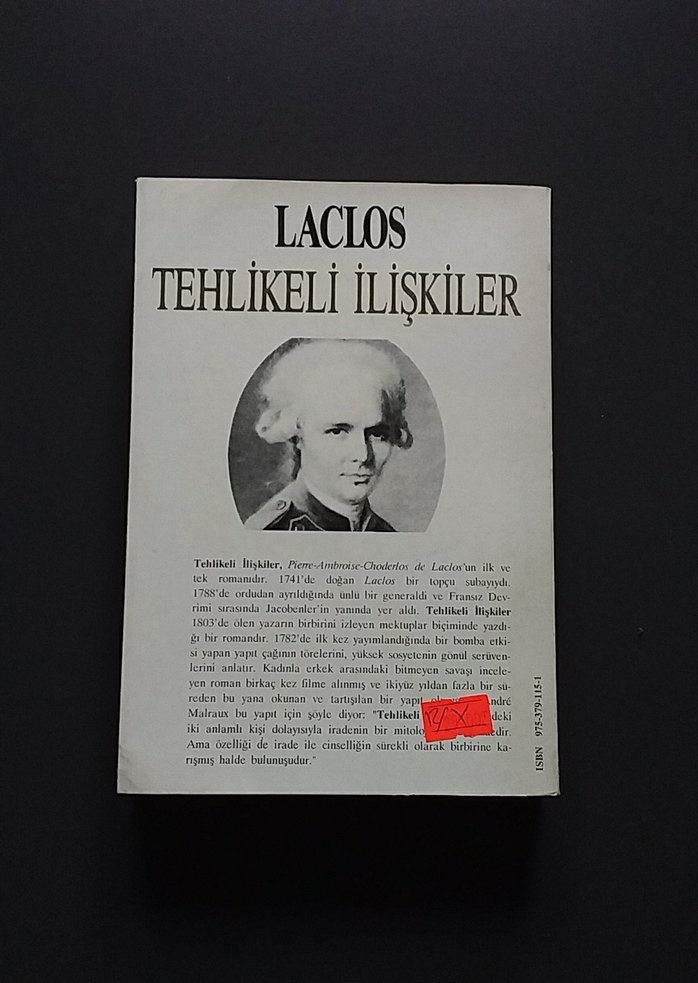 LACLOS
TEHLİKELİ İLİŞKİLER
Tehlikeli İlişkiler, Pierre-Ambroise-Choderlos de Laclos'un ilk ve
tek romanıdır. 1741'de doğan Laclos bir topçu subayıydı.
1788'de ordudan ayrıldığında ünlü bir generaldi ve Fransız Dev-
rimi sırasında Jacobenler'in yanında yer aldı. Tehlikeli İlişkiler
1803'de ölen yazarın birbirini izleyen mektuplar biçiminde yazdı-
ğı bir romandır. 1782'de ilk kez yayımlandığında bir bomba etki-
si yapan yapıt çağının törelerini, yüksek sosyetenin gönül serüven-
lerini anlatır. Kadınla erkek arasındaki bitmeyen savaşı incele-
yen roman birkaç kez filme alınmış ve ikiyüz yıldan fazla bir sü-
reden bu yana okunan ve tartışılan bir yapıt
Malraux bu yapıt için şöyle diyor: "Tehlikeli
iki anlamlı kişi dolayısıyla iradenin bir
Ama özelliği de irade ile cinselliğin sürekli olarak birbirine ka-
rışmış halde bulunuşudur."
ISBN 975-379-115-1